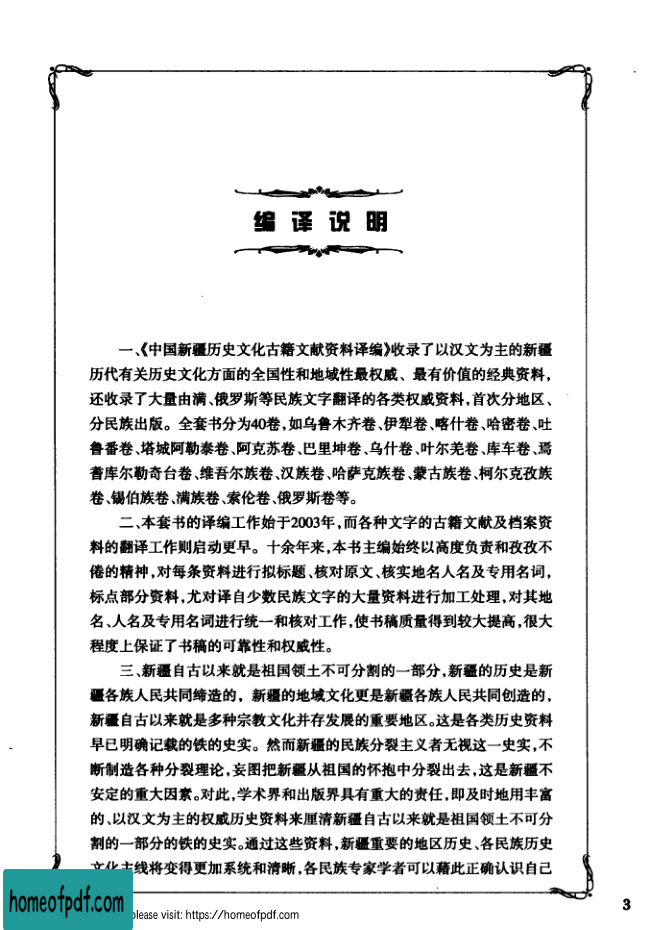 编译说明
一、《中国新疆历史文化古籍文献资料译编》收录了以汉文为主的新疆
历代有关历史文化方面的全国性和地域性最权威、最有价值的经典资料，
还收录了大量由满、俄罗斯等民族文字翻译的各类权威资料，首次分地区、
分民族出版。全套书分为40卷，如乌鲁木齐卷、伊犁卷、喀什卷、哈密卷、吐
鲁番卷、塔城阿勒泰卷、阿克苏卷、巴里坤卷、乌什卷、叶尔羌卷、库车卷、焉
耆库尔勒奇台卷、维吾尔族卷、汉族卷、哈萨克族卷、蒙古族卷、柯尔克孜族
卷、锡伯族卷、满族卷、索伦卷、俄罗斯卷等。
二、本套书的译编工作始于2003年，而各种文字的古籍文献及档案资
料的翻译工作则启动更早。十余年来，本书主编始终以高度负责和孜孜不
倦的精神，对每条资料进行拟标题、核对原文、核实地名人名及专用名词，
标点部分资料，尤对译自少数民族文字的大量资料进行加工处理，对其地
名、人名及专用名词进行统一和核对工作，使书稿质量得到较大提高，很大
程度上保证了书稿的可靠性和权威性。
三、新疆自古以来就是祖国领土不可分割的一部分，新疆的历史是新
疆各族人民共同缔造的，新疆的地域文化更是新疆各族人民共同创造的，
新疆自古以来就是多种宗教文化并存发展的重要地区。这是各类历史资料
早已明确记载的铁的史实。然而新疆的民族分裂主义者无视这一史实，不
断制造各种分裂理论，妄图把新疆从祖国的怀抱中分裂出去，这是新疆不
安定的重大因素。对此，学术界和出版界具有重大的责任，即及时地用丰富
的、以汉文为主的权威历史资料来厘清新疆自古以来就是祖国领土不可分
割的一部分的铁的史实。通过这些资料，新疆重要的地区历史、各民族历史
文化主线将变得更加系统和清晰，各民族专家学者可以藉此正确认识自己
3
homeofpdf.com
please visit: https://homeofpdf.com